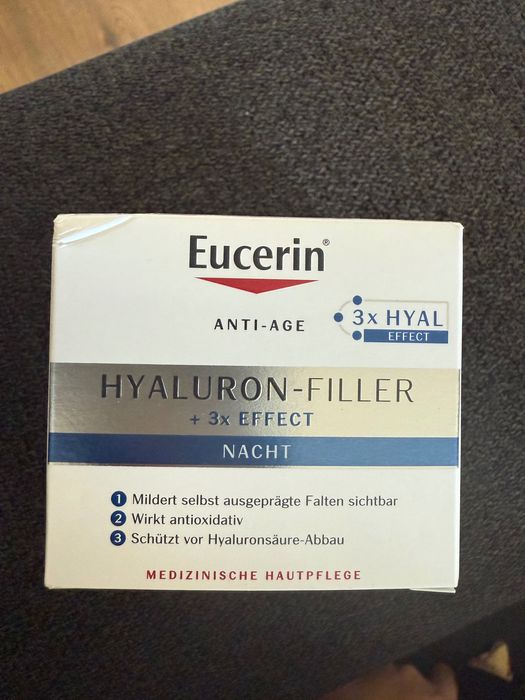 Eucerin®
ANTI-AGE
3x HYAL
EFFECT
HYALURON-FILLER
+ 3x EFFECT
NACHT
1 Mildert selbst ausgeprägte Falten sichtbar
2 Wirkt antioxidativ
3 Schützt vor Hyaluronsäure-Abbau
MEDIZINISCHE HAUTPFLEGE